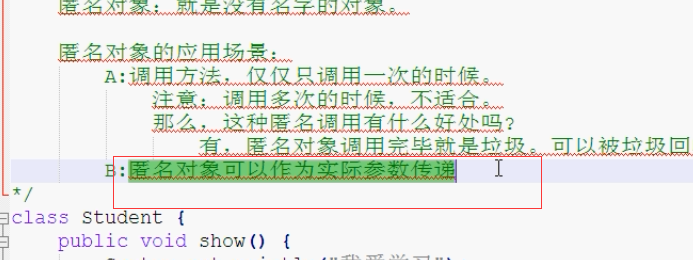 匿名对象：就是没有名字的对象。
匿名对象的应用场景：
A:调用方法，仅仅只调用一次的时候。
注意：调用多次的时候，不适合。
那么，这种匿名调用有什么好处吗？
有，匿名对象调用完毕就是垃圾。可以被垃圾回
B:匿名对象可以作为实际参数传递
*/
class Student {
public void show() {